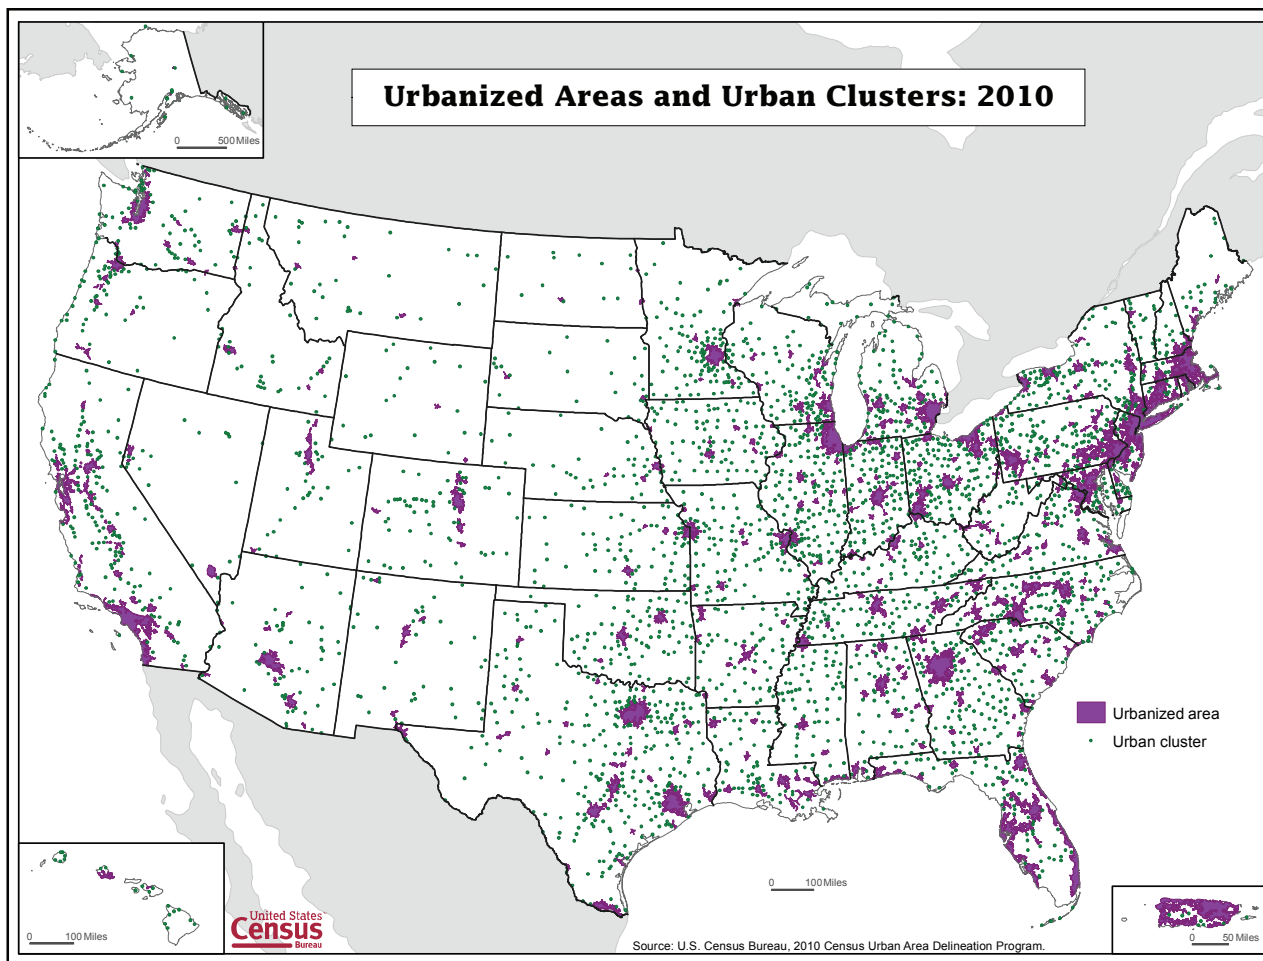 Urbanized Areas and Urban Clusters: 2010
0 500 Miles
Urbanized area
Urban cluster
0 100 Miles
0 100 Miles
United States
Census
Bureau
0 50 Miles
Source: U.S. Census Bureau, 2010 Census Urban Area Delineation Program.